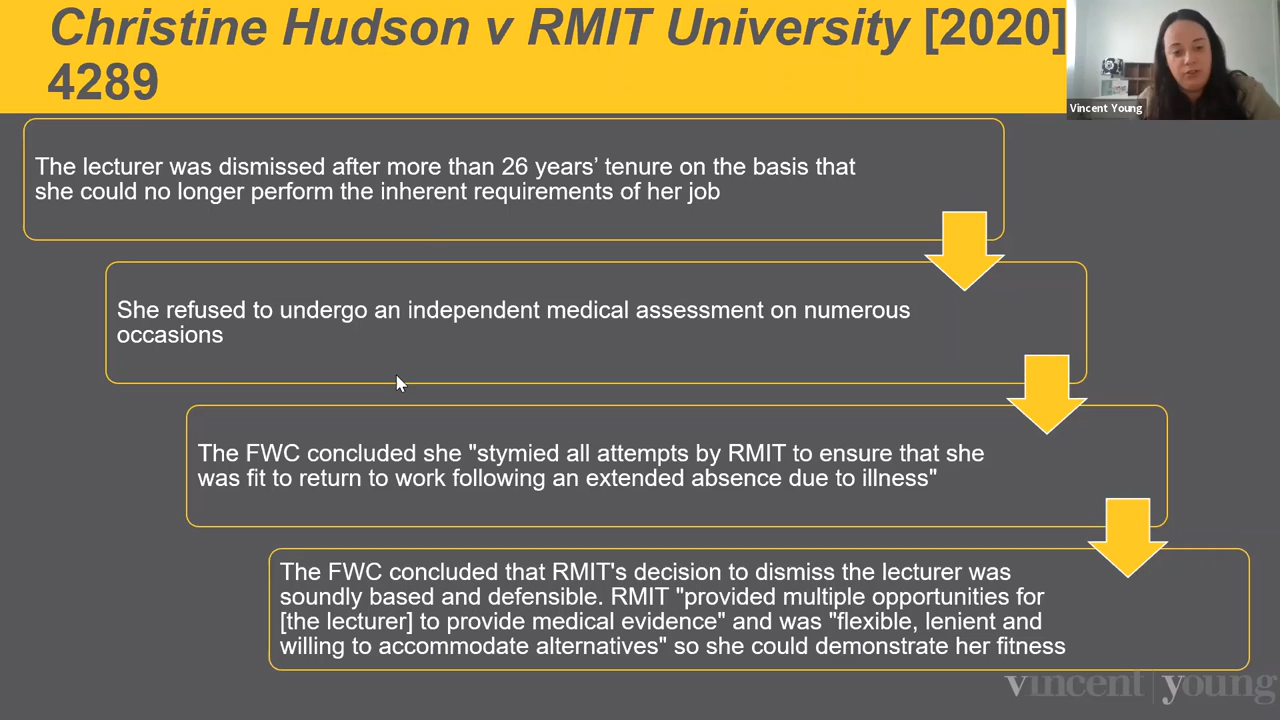 Christine Hudson v RMIT University [2020]
4289
Vincent Young
The lecturer was dismissed after more than 26 years’ tenure on the basis that
she could no longer perform the inherent requirements of her job
She refused to undergo an independent medical assessment on numerous
occasions
The FWC concluded she "stymied all attempts by RMIT to ensure that she
was fit to return to work following an extended absence due to illness"
The FWC concluded that RMIT's decision to dismiss the lecturer was
soundly based and defensible. RMIT "provided multiple opportunities for
[the lecturer] to provide medical evidence" and was "flexible, lenient and
willing to accommodate alternatives" so she could demonstrate her fitness
vincent young